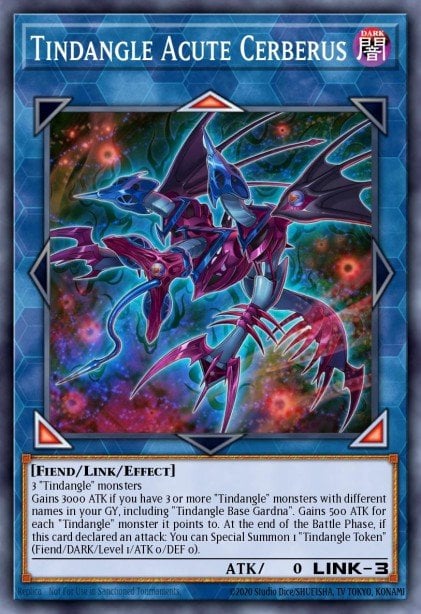 TINDANGLE ACUTE CERBERUS
DARK
闇
[FIEND/LINK/EFFECT]
3 "Tindangle" monsters
Gains 3000 ATK if you have 3 or more "Tindangle" monsters with different
names in your GY, including "Tindangle Base Gardna". Gains 500 ATK for
each "Tindangle" monster it points to. At the end of the Battle Phase, if
this card declared an attack: You can Special Summon 1 "Tindangle Token"
(Fiend/DARK/Level 1/ATK 0/DEF 0).
ATK/ 0 LINK-3
Replica - Not For Use in Sanctioned Tournaments
©2020 Studio Dice/SHUEISHA, TV TOKYO, KONAMI